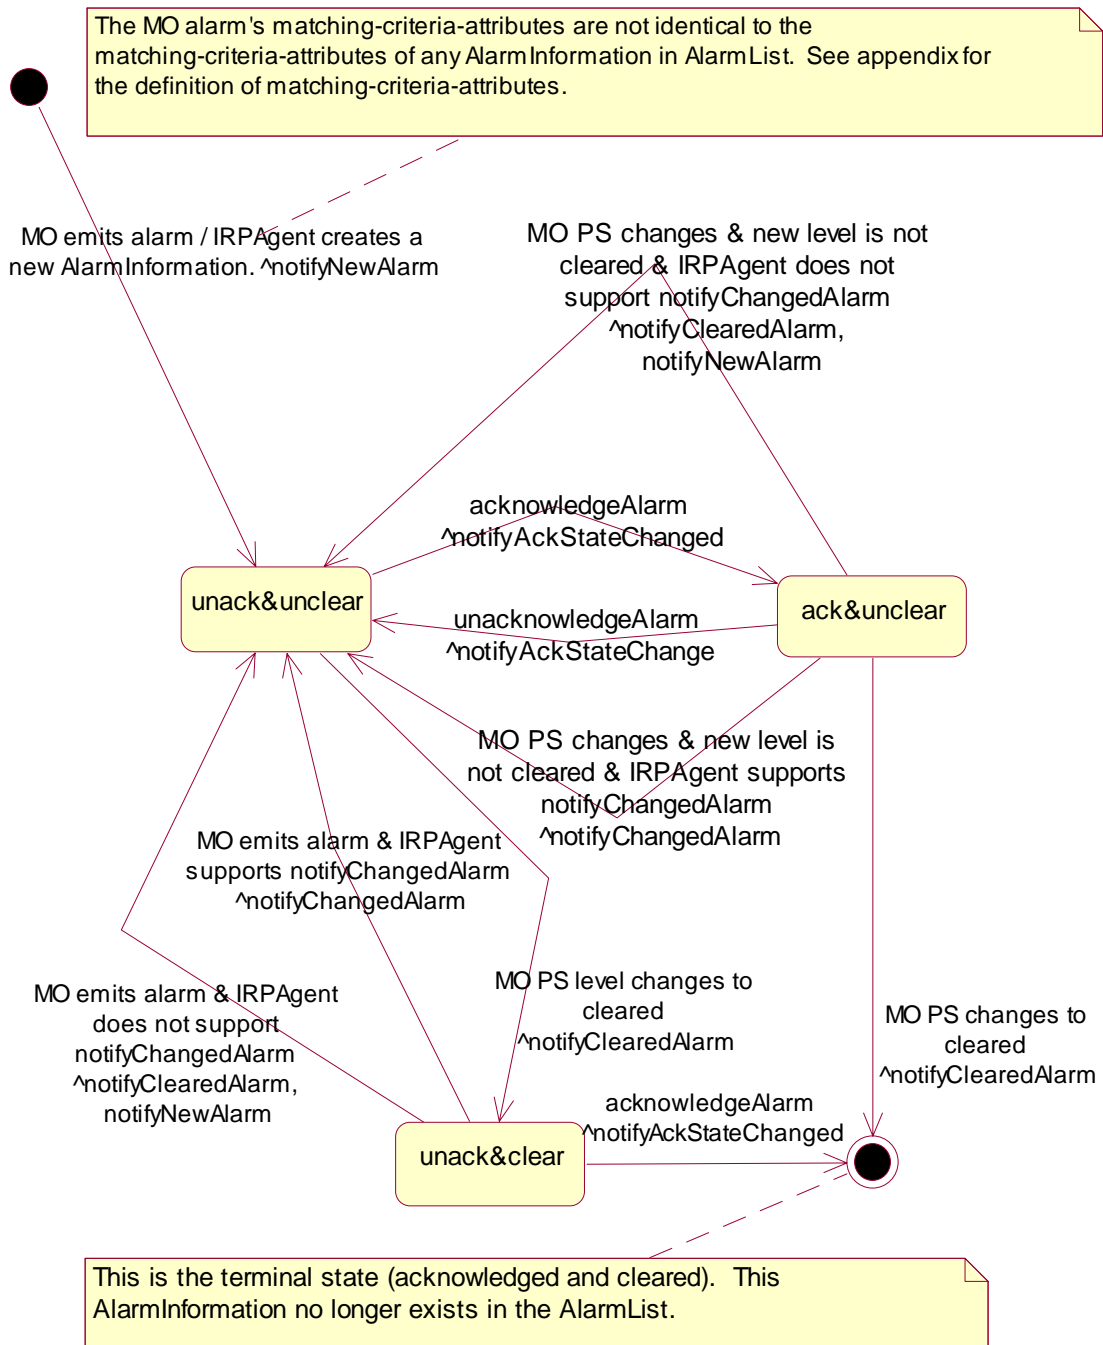 The MO alarm's matching-criteria-attributes are not identical to the
matching-criteria-attributes of any AlarmInformation in AlarmList. See appendix for
the definition of matching-criteria-attributes.
MO emits alarm / IRPAgent creates a
new AlarmInformation. ^notifyNewAlarm
MO PS changes & new level is not
cleared & IRPAgent does not
support notifyChangedAlarm
^notifyClearedAlarm,
notifyNewAlarm
acknowledgeAlarm
^notifyAckStateChanged
unack&unclear
ack&unclear
unacknowledgeAlarm
^notifyAckStateChange
MO PS changes & new level is
not cleared & IRPAgent supports
notifyChangedAlarm
^notifyChangedAlarm
MO emits alarm & IRPAgent
supports notifyChangedAlarm
^notifyChangedAlarm
MO emits alarm & IRPAgent
does not support
notifyChangedAlarm
^notifyClearedAlarm,
notifyNewAlarm
MO PS level changes to
cleared
^notifyClearedAlarm
MO PS changes to
cleared
^notifyClearedAlarm
acknowledgeAlarm
^notifyAckStateChanged
unack&clear
This is the terminal state (acknowledged and cleared). This
AlarmInformation no longer exists in the AlarmList.